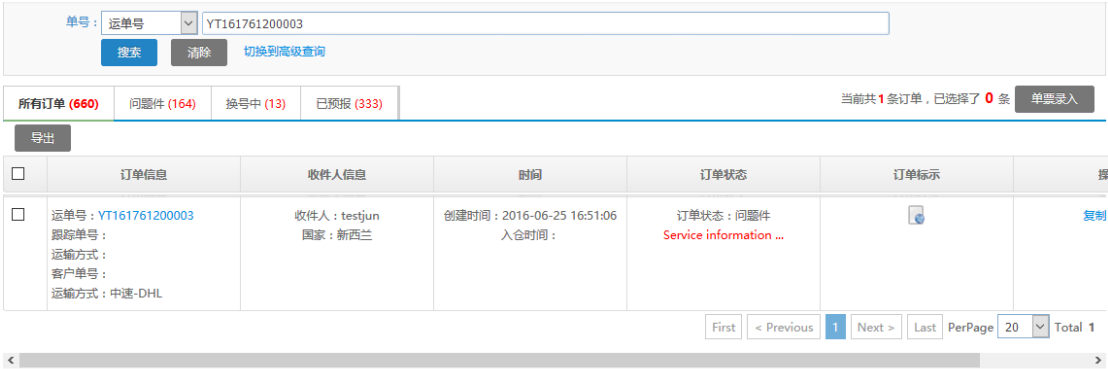 单号： 运单号 YT161761200003
搜索 清除 切换到高级查询
所有订单 (660) 问题件 (164) 换号中 (13) 已预报 (333) 当前共1条订单，已选择了 0 条 单票录入
导出
订单信息 收件人信息 时间 订单状态 订单标示
运单号：YT161761200003 收件人：testjun 创建时间：2016-06-25 16:51:06 订单状态：问题件 复制
跟踪单号： 国家：新西兰 入仓时间： Service information ...
运输方式：
客户单号：
运输方式：中速-DHL
First < Previous 1 Next > Last PerPage 20 Total 1